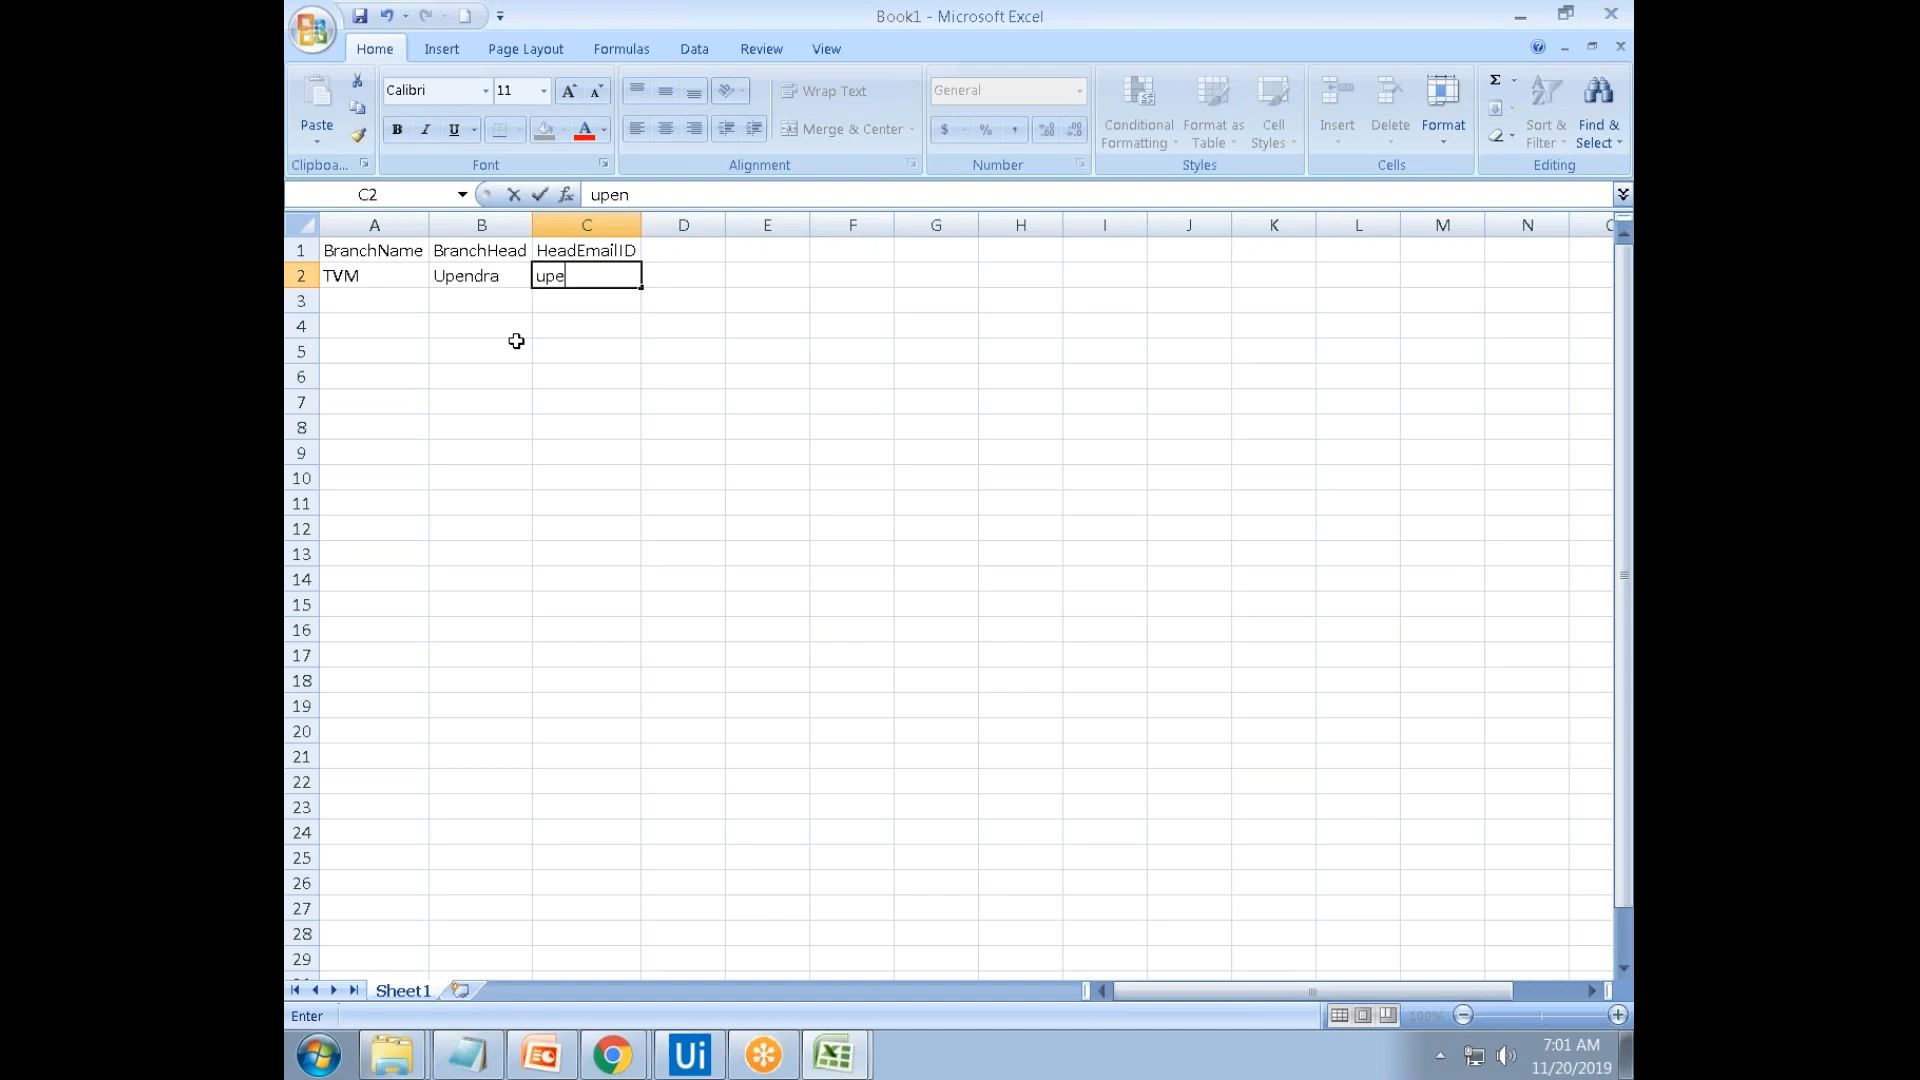 Book1 - Microsoft Excel
Home Insert Page Layout Formulas Data Review View
Calibri 11 Wrap Text General
Paste Merge & Center $ % , Conditional Formatting Format as Table Cell Styles Insert Delete Format Σ Sort & Filter Find & Select
B I U A
Clipboa... Font Alignment Number Styles Cells Editing
C2 fx upen
A B C D E F G H I J K L M N
1 BranchName BranchHead HeadEmailID
2 TVM Upendra upe
3
4
5
6
7
8
9
10
11
12
13
14
15
16
17
18
19
20
21
22
23
24
25
26
27
28
29
Sheet1
Enter 100%
Ui
7:01 AM
11/20/2019